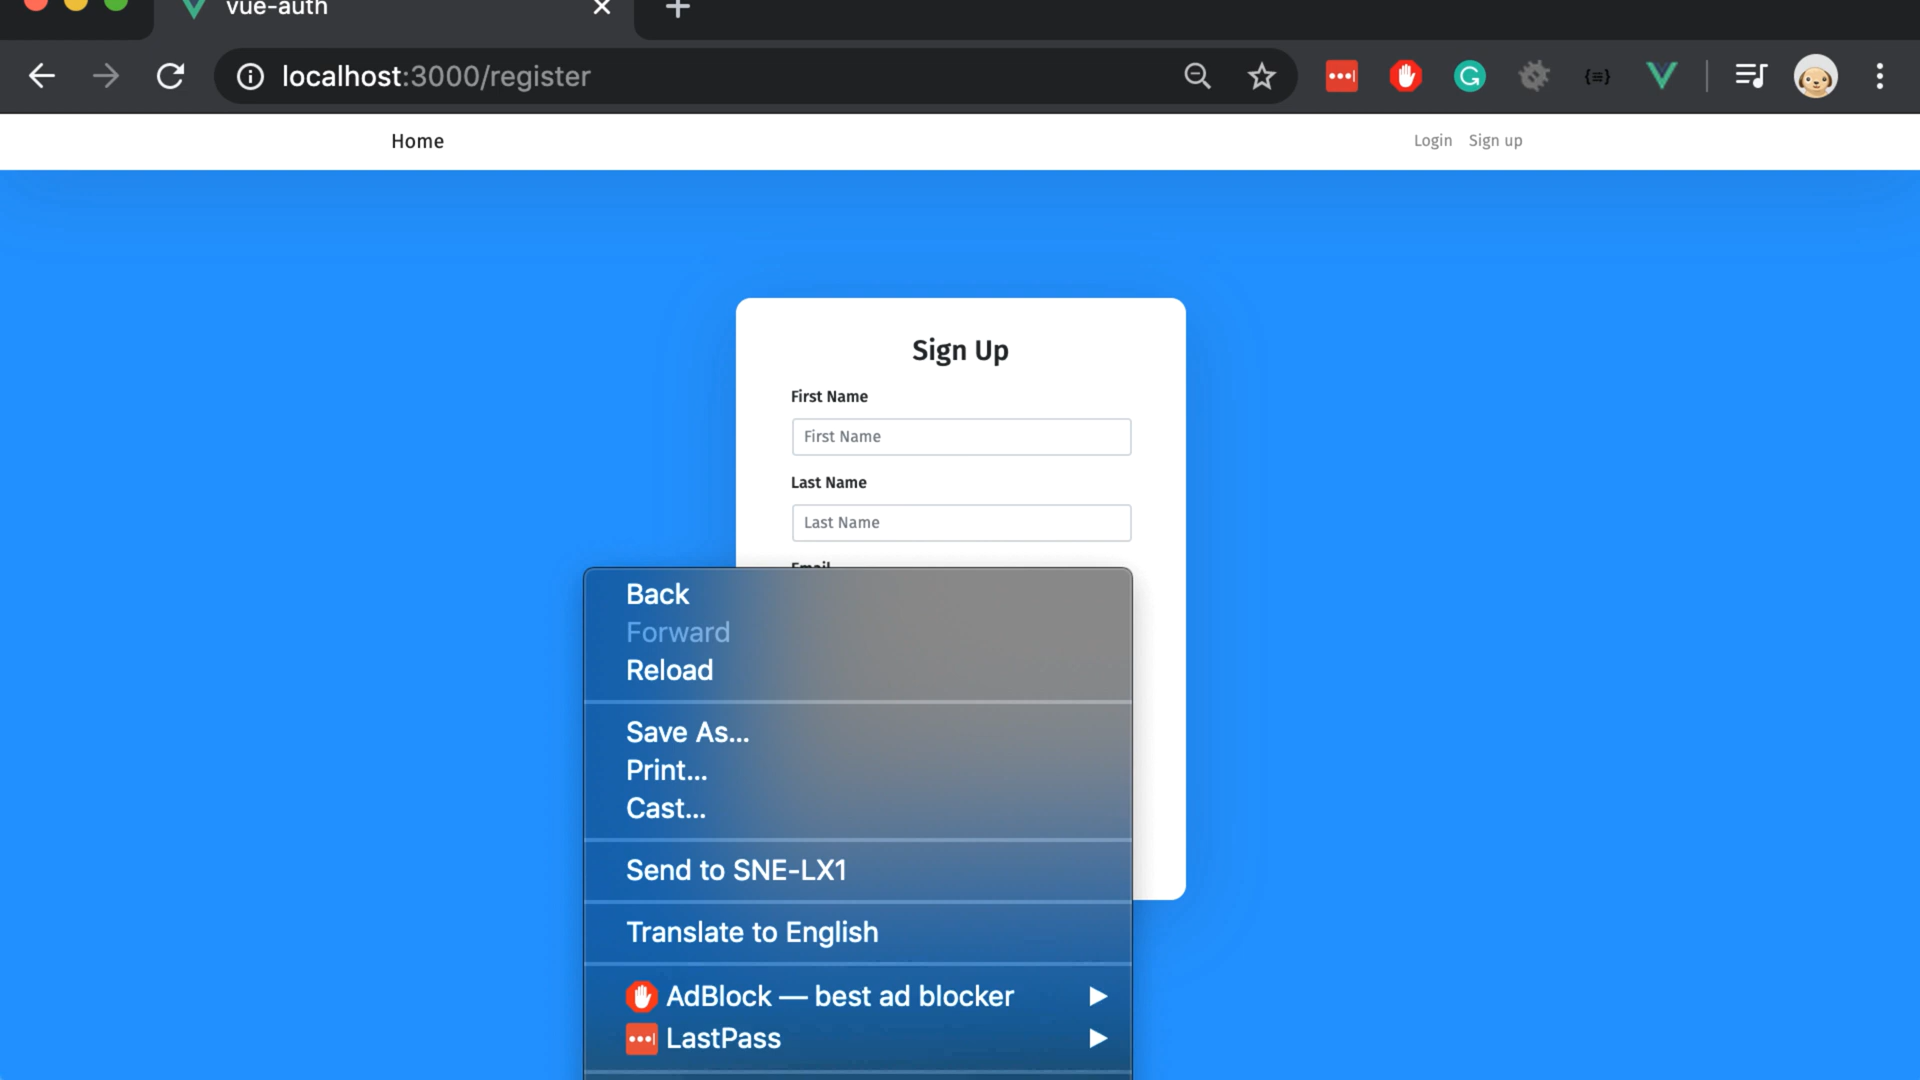 vue-auth
localhost:3000/register
Home
Login Sign up
Sign Up
First Name
First Name
Last Name
Last Name
Email
Back
Forward
Reload
Save As...
Print...
Cast...
Send to SNE-LX1
Translate to English
AdBlock — best ad blocker
LastPass